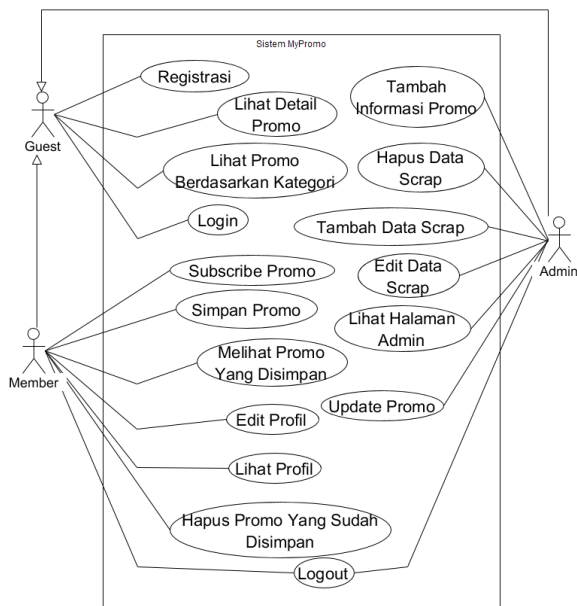 Sistem MyPromo
Registrasi
Tambah
Informasi Promo
Lihat Detail
Promo
Guest
Lihat Promo
Berdasarkan Kategori
Hapus Data
Scrap
Login
Tambah Data Scrap
Admin
Subscribe Promo
Edit Data
Scrap
Simpan Promo
Lihat Halaman
Admin
Member
Melihat Promo
Yang Disimpan
Update Promo
Edit Profil
Lihat Profil
Hapus Promo Yang Sudah
Disimpan
Logout